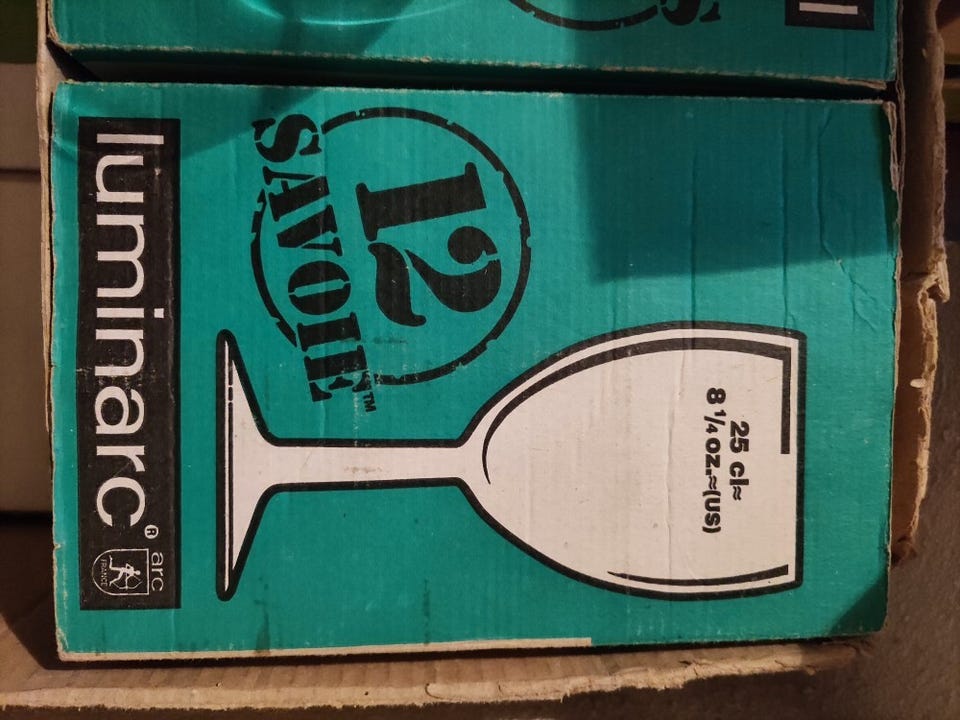 12
SAVOIE™
25 cl≈
8 1/4 oz.≈(US)
luminarc®
arc
FRANCE